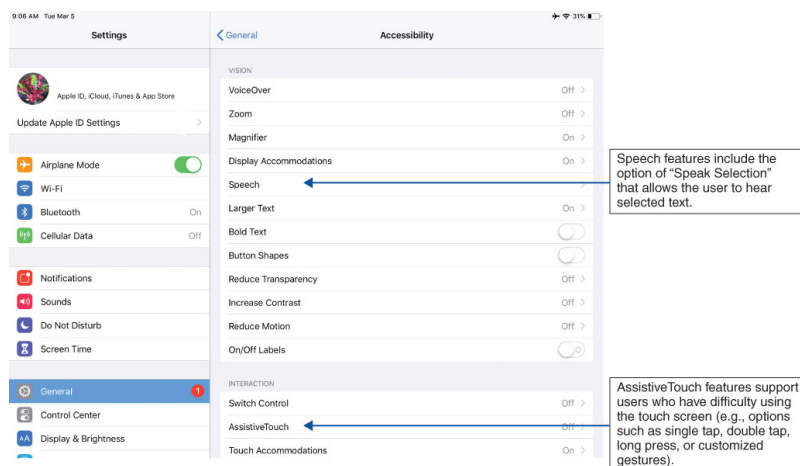 9:06 AM Tue Mar 5
31%
Settings
Apple ID, iCloud, iTunes & App Store
Update Apple ID Settings
Airplane Mode
Wi-Fi
Bluetooth On
Cellular Data Off
Notifications
Sounds
Do Not Disturb
Screen Time
General 1
Control Center
AA Display & Brightness
General
Accessibility
VISION
VoiceOver Off
Zoom Off
Magnifier On
Display Accommodations On
Speech
Larger Text On
Bold Text
Button Shapes
Reduce Transparency Off
Increase Contrast Off
Reduce Motion Off
On/Off Labels
INTERACTION
Switch Control Off
AssistiveTouch Off
Touch Accommodations On
Speech features include the
option of “Speak Selection”
that allows the user to hear
selected text.
AssistiveTouch features support
users who have difficulty using
the touch screen (e.g., options
such as single tap, double tap,
long press, or customized
gestures).